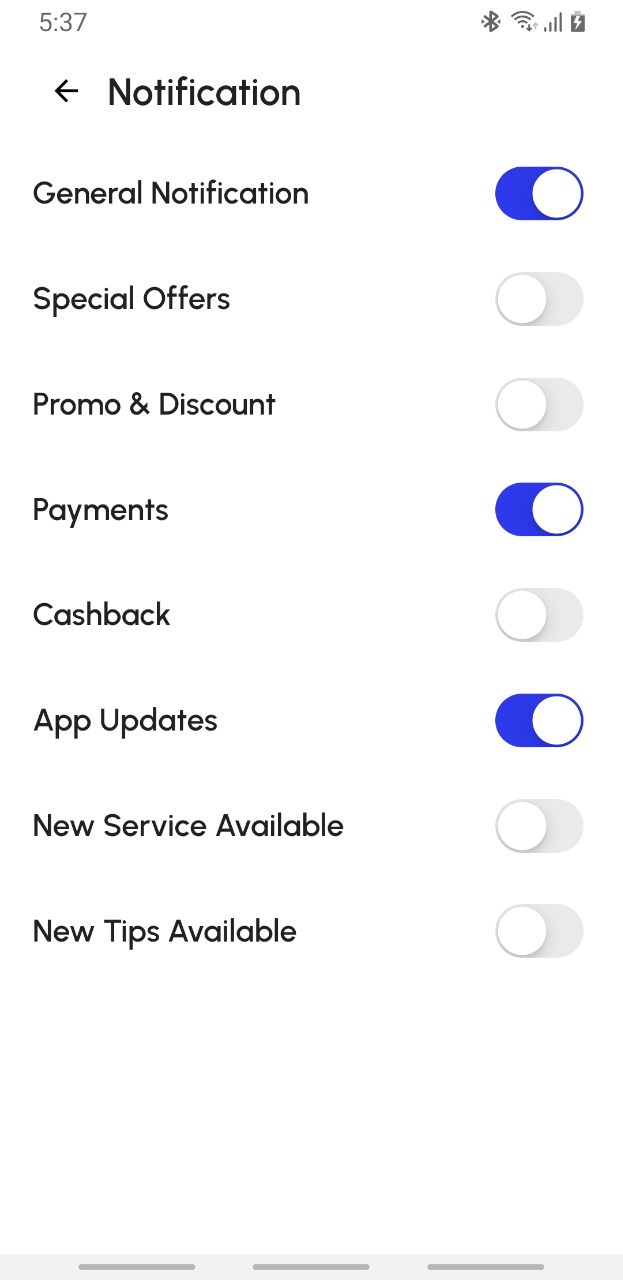 5:37
Notification
General Notification
Special Offers
Promo & Discount
Payments
Cashback
App Updates
New Service Available
New Tips Available